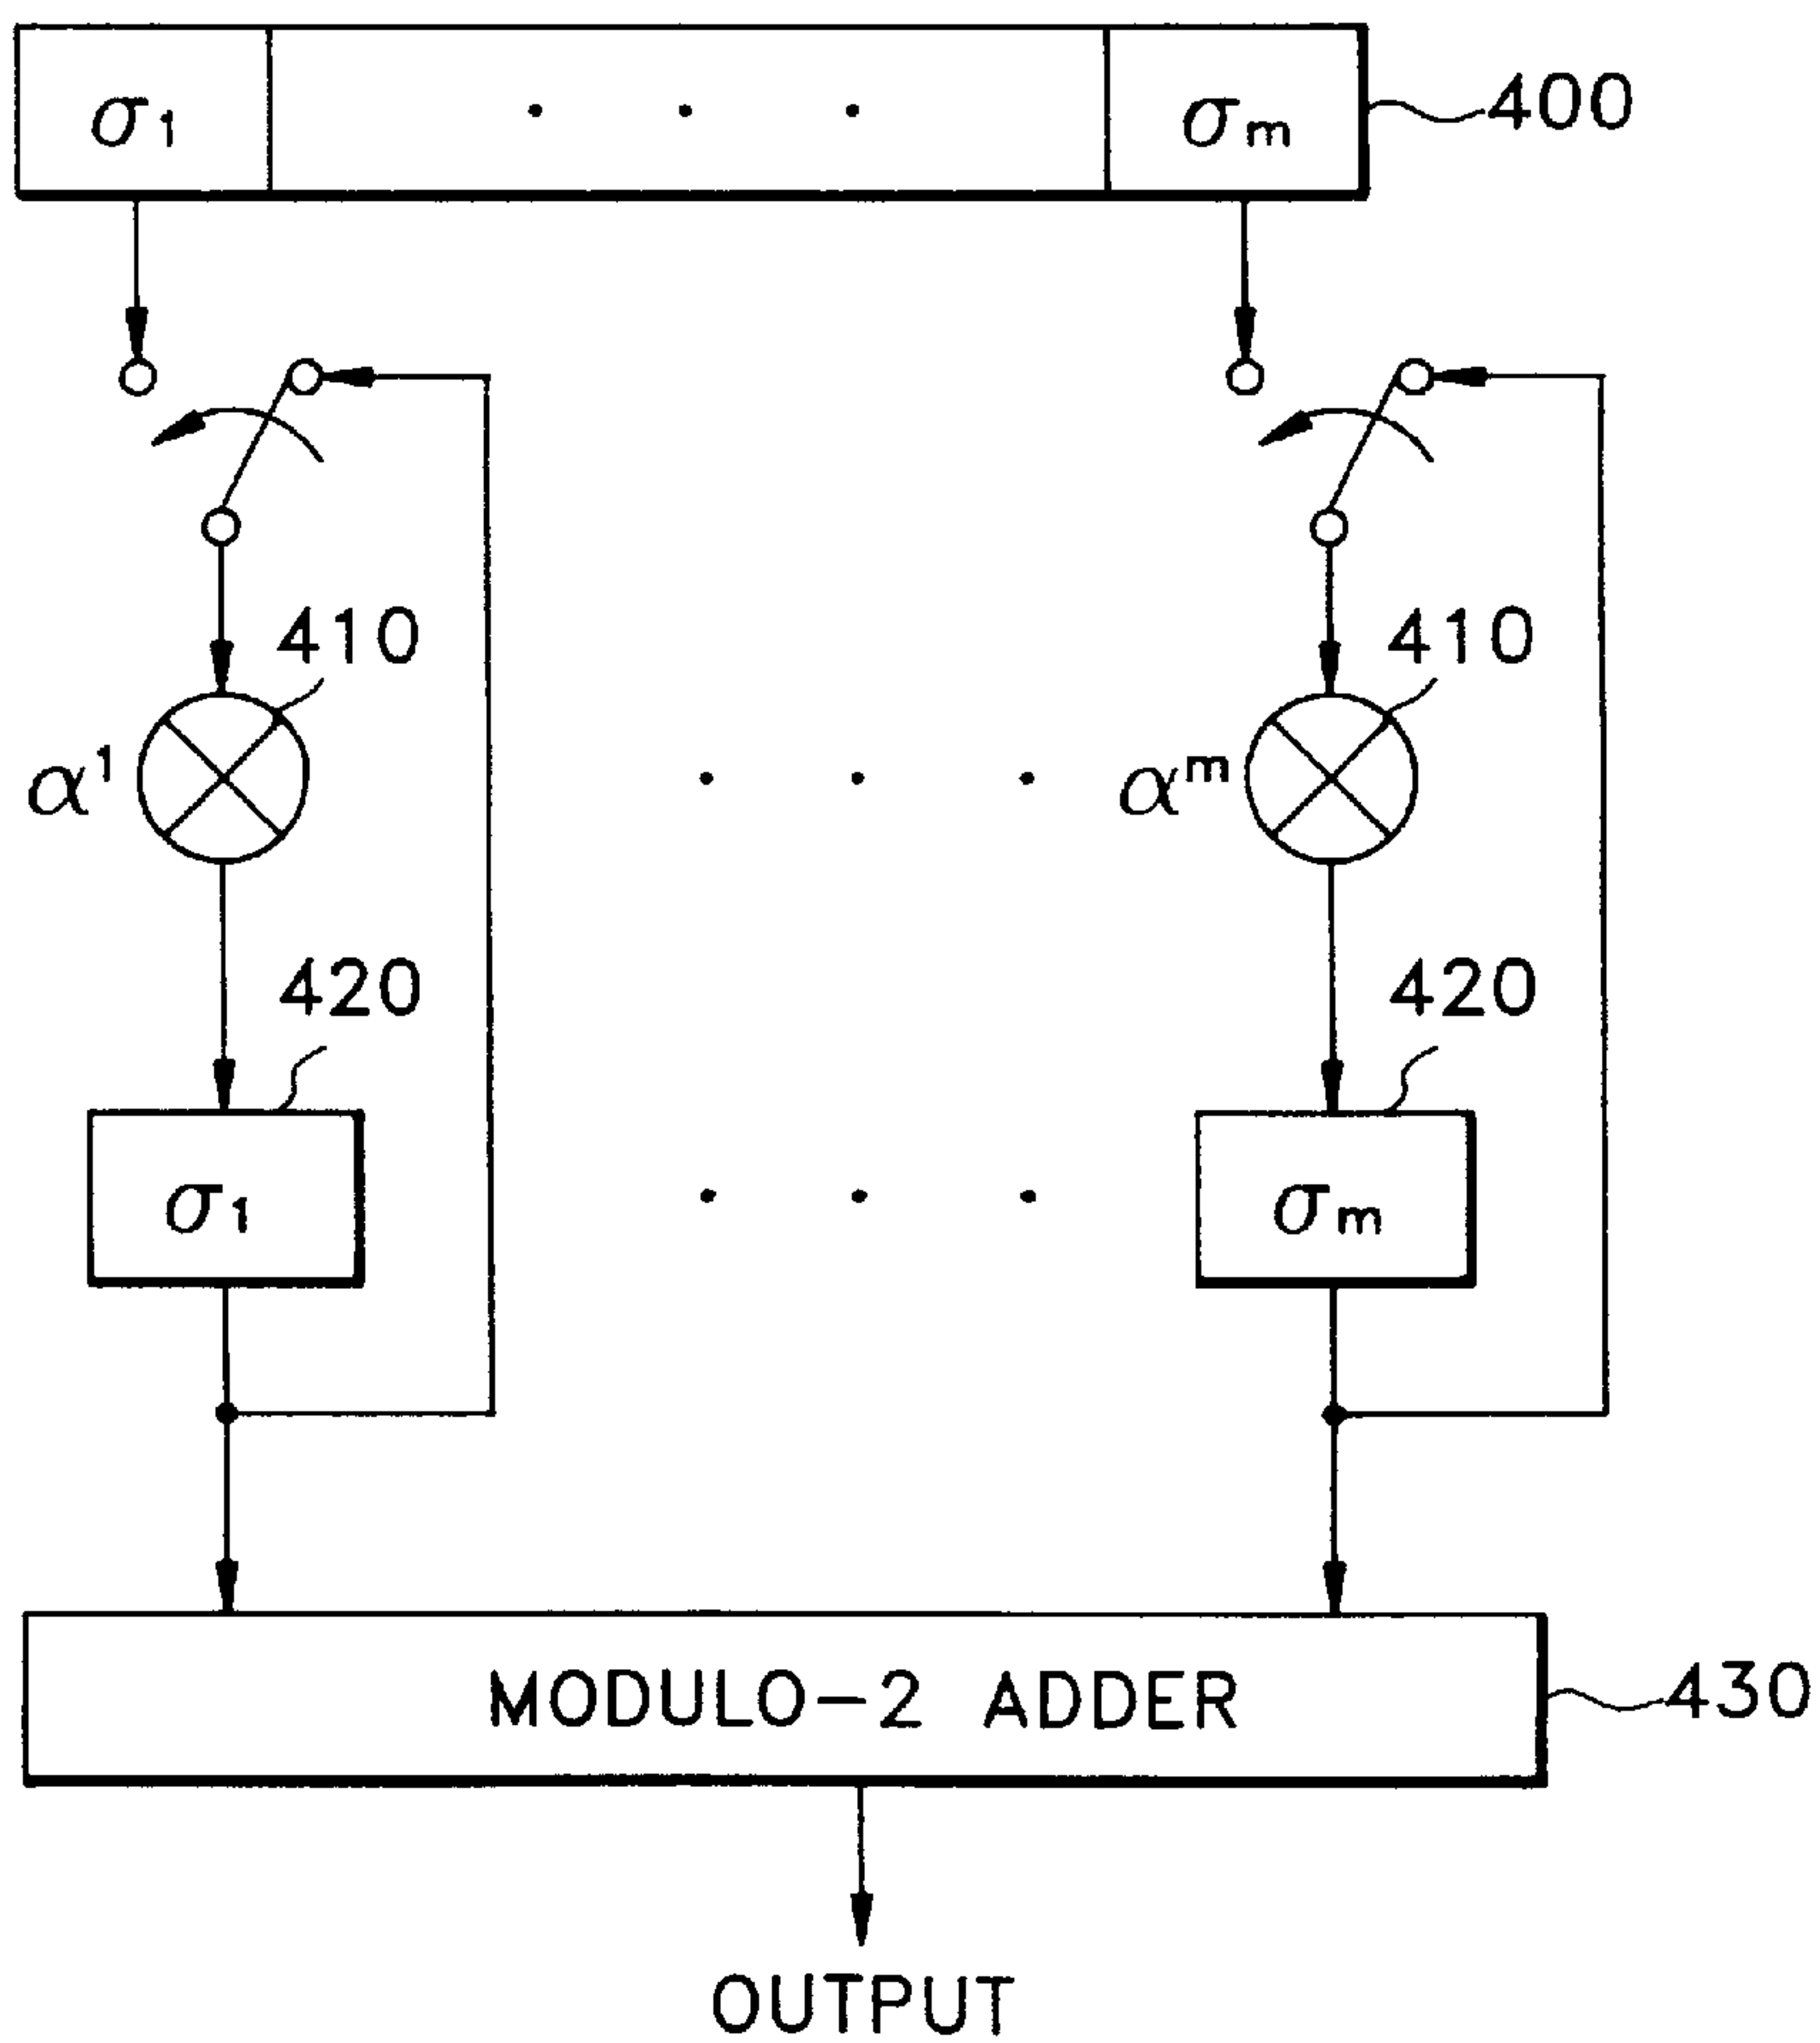 σ1 · · · σm 400
410 410
α¹ · · · αᵐ
420 420
σ1 · · · σm
MODULO-2 ADDER 430
OUTPUT